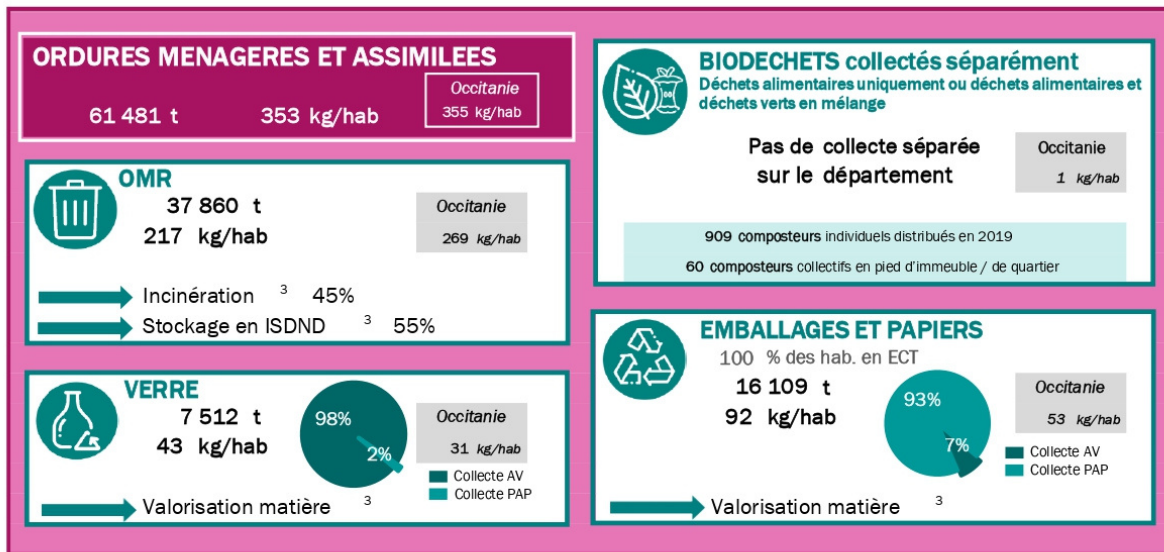 ORDURES MENAGERES ET ASSIMILEES
61 481 t 353 kg/hab
Occitanie
355 kg/hab
OMR
37 860 t
217 kg/hab
Occitanie
269 kg/hab
Incinération 3 45%
Stockage en ISDND 3 55%
VERRE
7 512 t
43 kg/hab
98%
2%
Occitanie
31 kg/hab
Collecte AV
Collecte PAP
Valorisation matière 3
BIODECHETS collectés séparément
Déchets alimentaires uniquement ou déchets alimentaires et
déchets verts en mélange
Pas de collecte séparée
sur le département
Occitanie
1 kg/hab
909 composteurs individuels distribués en 2019
60 composteurs collectifs en pied d'immeuble / de quartier
EMBALLAGES ET PAPIERS
100 % des hab. en ECT
16 109 t
92 kg/hab
93%
7%
Occitanie
53 kg/hab
Collecte AV
Collecte PAP
Valorisation matière 3